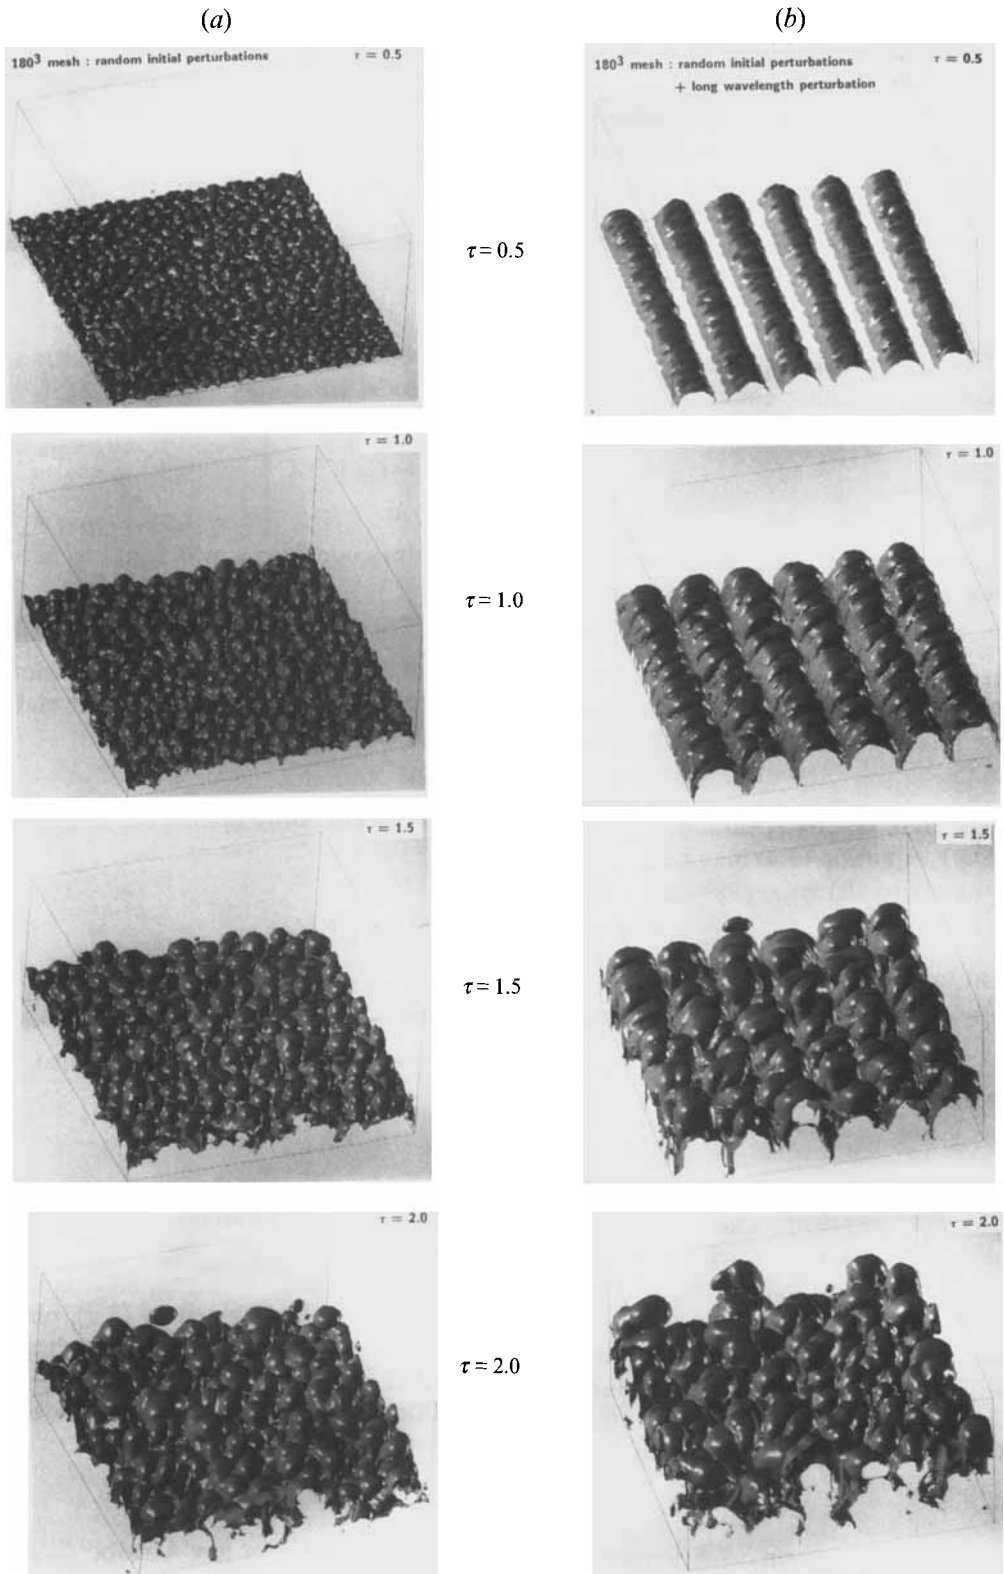 (a)
(b)
180³ mesh : random initial perturbations
τ = 0.5
180³ mesh : random initial perturbations
+ long wavelength perturbation
τ = 0.5
τ = 0.5
τ = 1.0
τ = 1.0
τ = 1.0
τ = 1.5
τ = 1.5
τ = 1.5
τ = 2.0
τ = 2.0
τ = 2.0